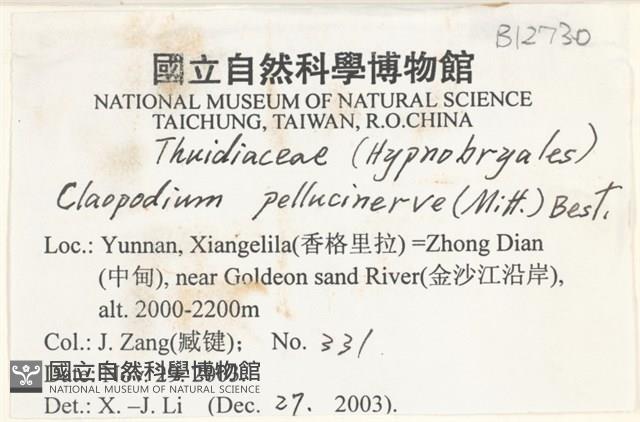 B12730
國立自然科學博物館
NATIONAL MUSEUM OF NATURAL SCIENCE
TAICHUNG, TAIWAN, R.O.CHINA
Thuidiaceae (Hypnobryales)
Claopodium pellucinerve (Mitt.) Best.
Loc.: Yunnan, Xiangelila(香格里拉) =Zhong Dian
(中甸), near Goldeon sand River(金沙江沿岸),
alt. 2000-2200m
Col.: J. Zang(臧键); No. 331
國立自然科學博物館
NATIONAL MUSEUM OF NATURAL SCIENCE
Det.: X. –J. Li (Dec. 27. 2003).